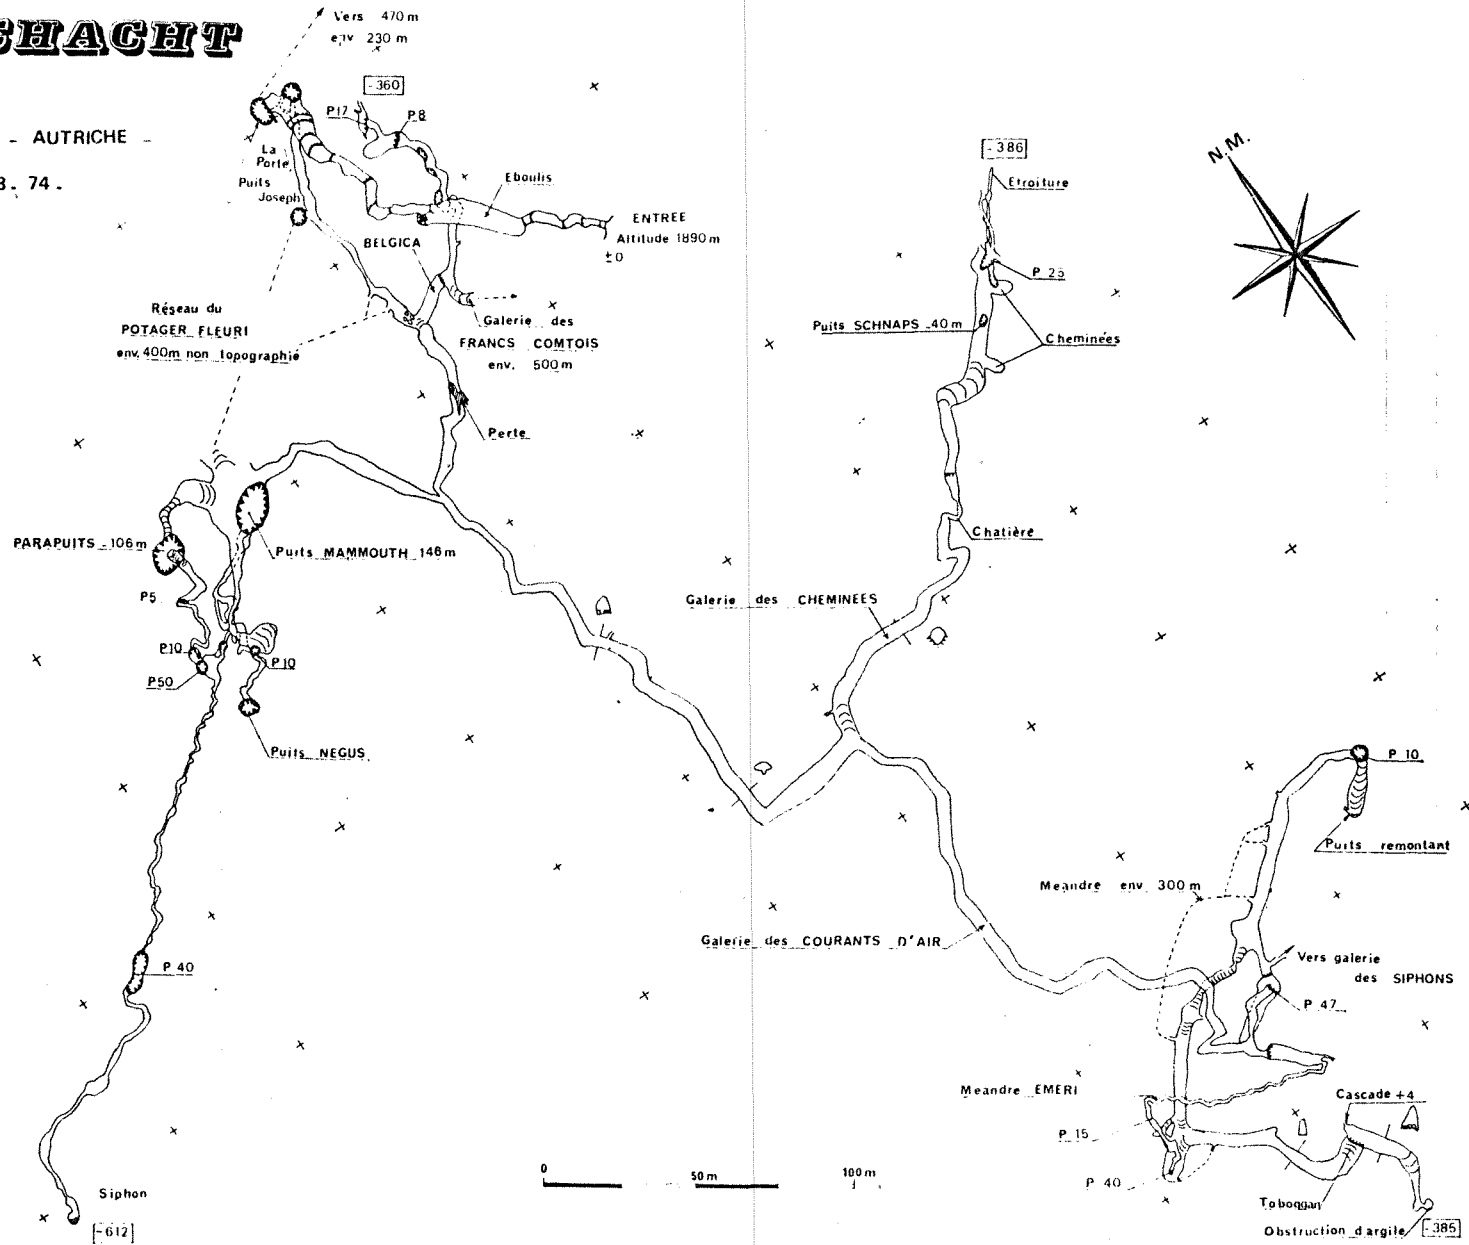 Vers 470 m
env 230 m
- AUTRICHE -
-360
P17
P8
-386
N.M.
La
Porte
Puits
Joseph
Eboulis
Etroiture
ENTREE
Altitude 1890 m
±0
BELGICA
P 25
Réseau du
POTAGER FLEURI
env. 400m non topographié
Galerie des
FRANCS COMTOIS
env. 500 m
Puits SCHNAPS -40 m
Cheminées
Perte
PARAPUITS -106 m
Puits MAMMOUTH 146 m
Chatière
P5
Galerie des CHEMINEES
P10
P10
P50
Puits NEGUS
P 10
Puits remontant
Meandre env 300 m
Galerie des COURANTS D'AIR
P 40
Vers galerie
des SIPHONS
P 47
Meandre EMERI
Cascade +4
P 15
0
50 m
100 m
P 40
Siphon
Toboggan
-612
Obstruction d'argile
-385